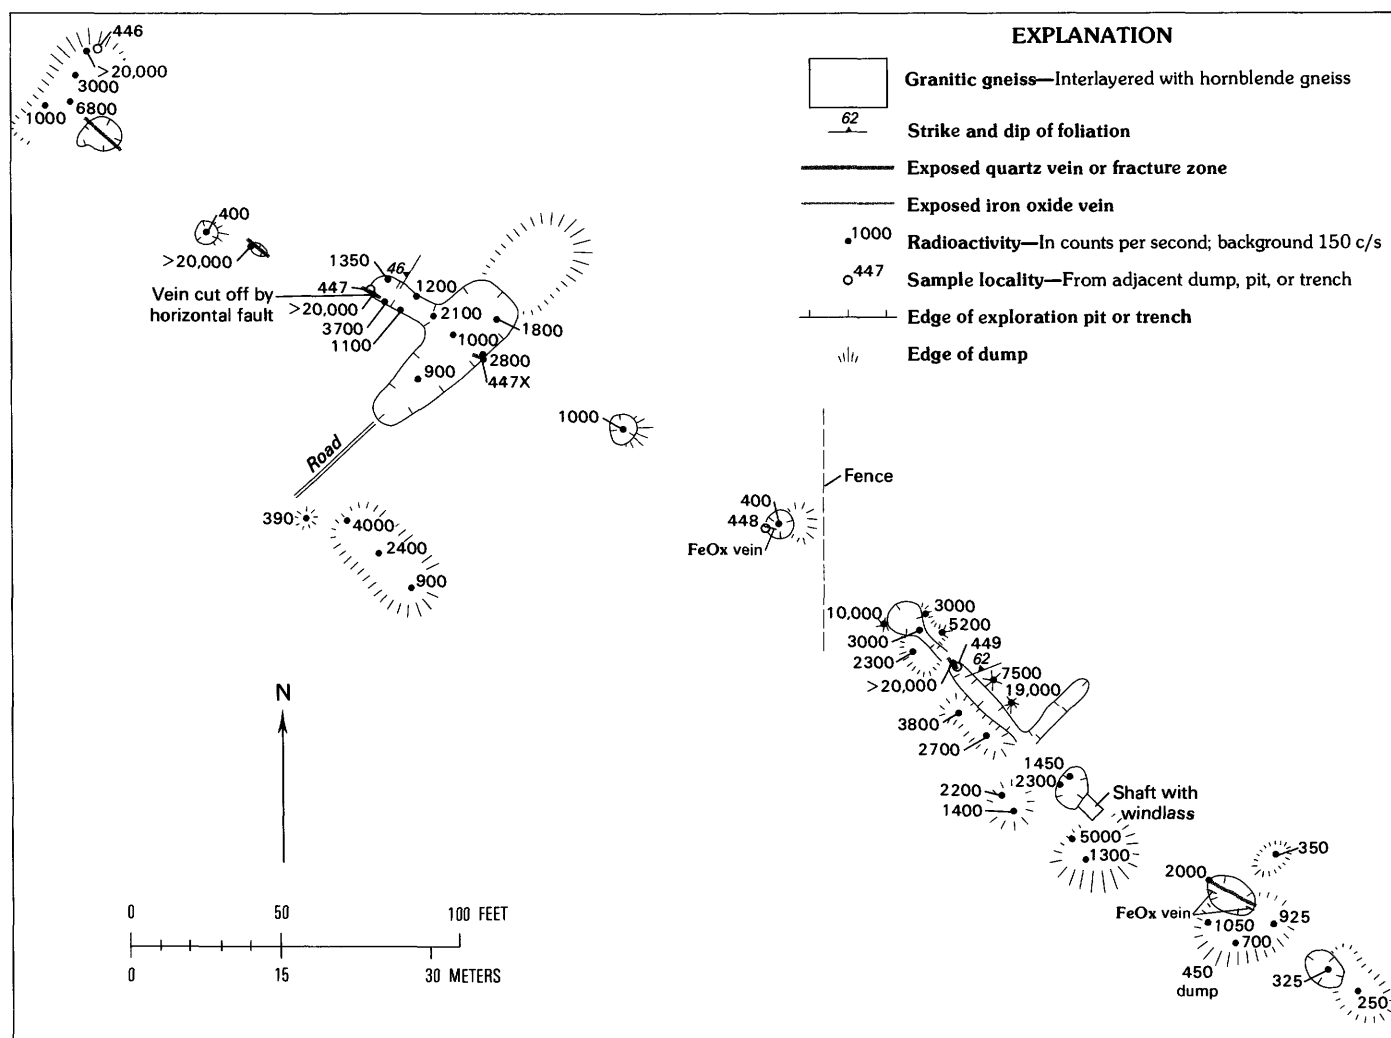 446
>20,000
3000
1000
6800
400
>20,000
Vein cut off by
horizontal fault
1350
46
447
>20,000
3700
1100
1200
2100
1800
1000
2800
447X
900
Road
1000
390
4000
2400
900
EXPLANATION
Granitic gneiss—Interlayered with hornblende gneiss
62
Strike and dip of foliation
Exposed quartz vein or fracture zone
Exposed iron oxide vein
1000
Radioactivity—In counts per second; background 150 c/s
447
Sample locality—From adjacent dump, pit, or trench
Edge of exploration pit or trench
Edge of dump
Fence
400
448
FeOx vein
10,000
3000
5200
3000
449
2300
62
7500
>20,000
19,000
3800
2700
1450
2300
2200
1400
Shaft with
windlass
5000
1300
350
2000
FeOx vein
1050
925
700
450
dump
325
250
N
0 50 100 FEET
0 15 30 METERS